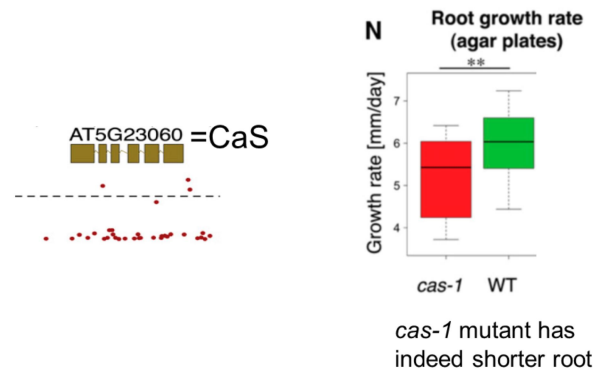 AT5G23060 =CaS
N
Root growth rate
(agar plates)
**
Growth rate [mm/day]
7
6
5
4
cas-1 WT
cas-1 mutant has
indeed shorter root